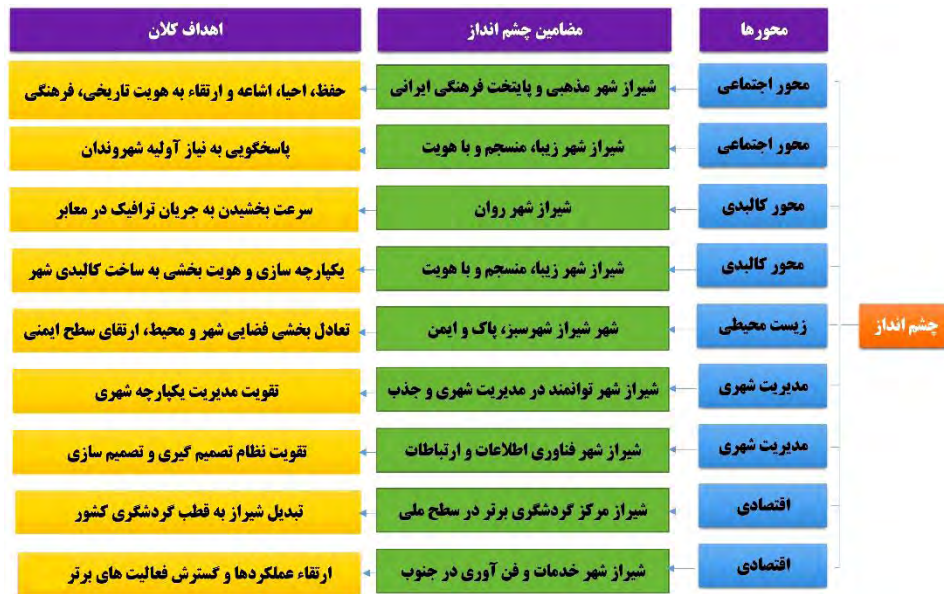 محورها
مضامین چشم انداز
اهداف کلان
چشم انداز
محور اجتماعی
شیراز شهر مذهبی و پایتخت فرهنگی ایرانی
حفظ، احیا، اشاعه و ارتقاء به هویت تاریخی، فرهنگی
محور اجتماعی
شیراز شهر زیبا، منسجم و با هویت
پاسخگویی به نیاز آولیه شهروندان
محور کالبدی
شیراز شهر روان
سرعت بخشیدن به جریان ترافیک در معابر
محور کالبدی
شیراز شهر زیبا، منسجم و با هویت
یکپارچه سازی و هویت بخشی به ساخت کالبدی شهر
زیست محیطی
شهر شیراز شهرسبز، پاک و ایمن
تعادل بخشی فضایی شهر و محیط، ارتقای سطح ایمنی
مدیریت شهری
شیراز شهر توانمند در مدیریت شهری و جذب
تقویت مدیریت یکپارچه شهری
مدیریت شهری
شیراز شهر فناوری اطلاعات و ارتباطات
تقویت نظام تصمیم گیری و تصمیم سازی
اقتصادی
شیراز مرکز گردشگری برتر در سطح ملی
تبدیل شیراز به قطب گردشگری کشور
اقتصادی
شیراز شهر خدمات و فن آوری در جنوب
ارتقاء عملکردها و گسترش فعالیت های برتر